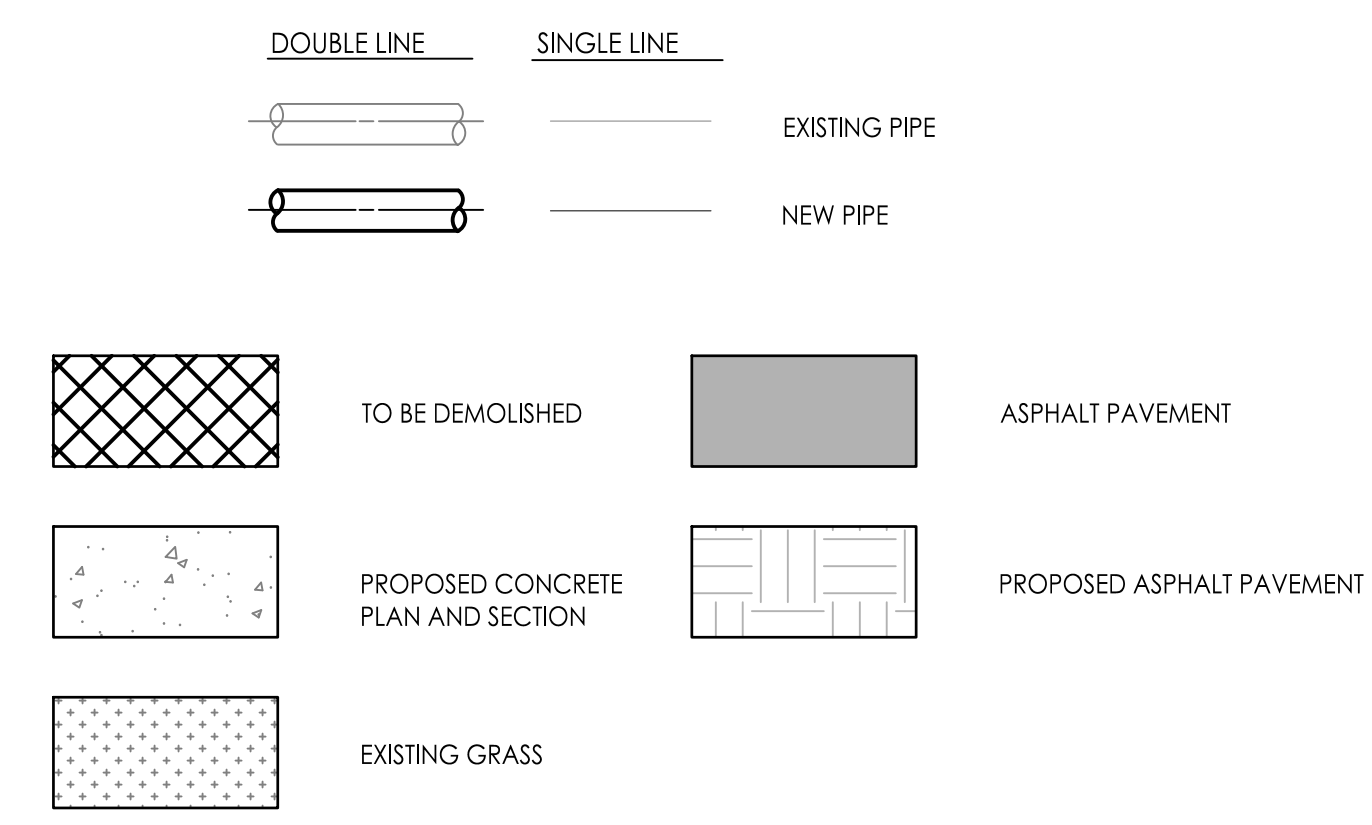 DOUBLE LINE
SINGLE LINE
EXISTING PIPE
NEW PIPE
TO BE DEMOLISHED
ASPHALT PAVEMENT
PROPOSED CONCRETE
PLAN AND SECTION
PROPOSED ASPHALT PAVEMENT
EXISTING GRASS